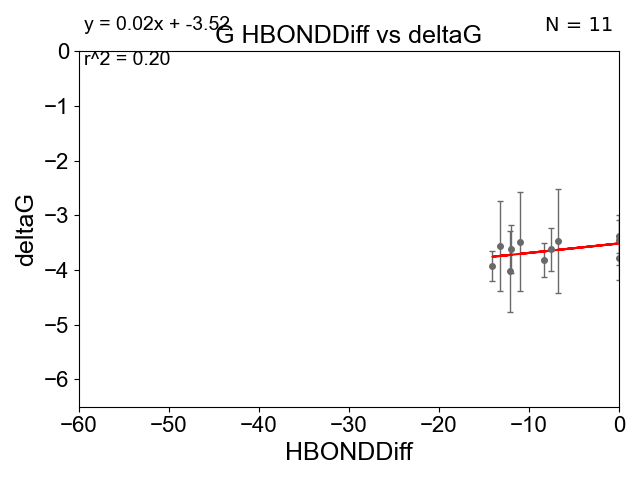 y = 0.02x + -3.52
G HBONDDiff vs deltaG
N = 11
r^2 = 0.20
0
−1
−2
−3
−4
−5
−6
deltaG
−60 −50 −40 −30 −20 −10 0
HBONDDiff